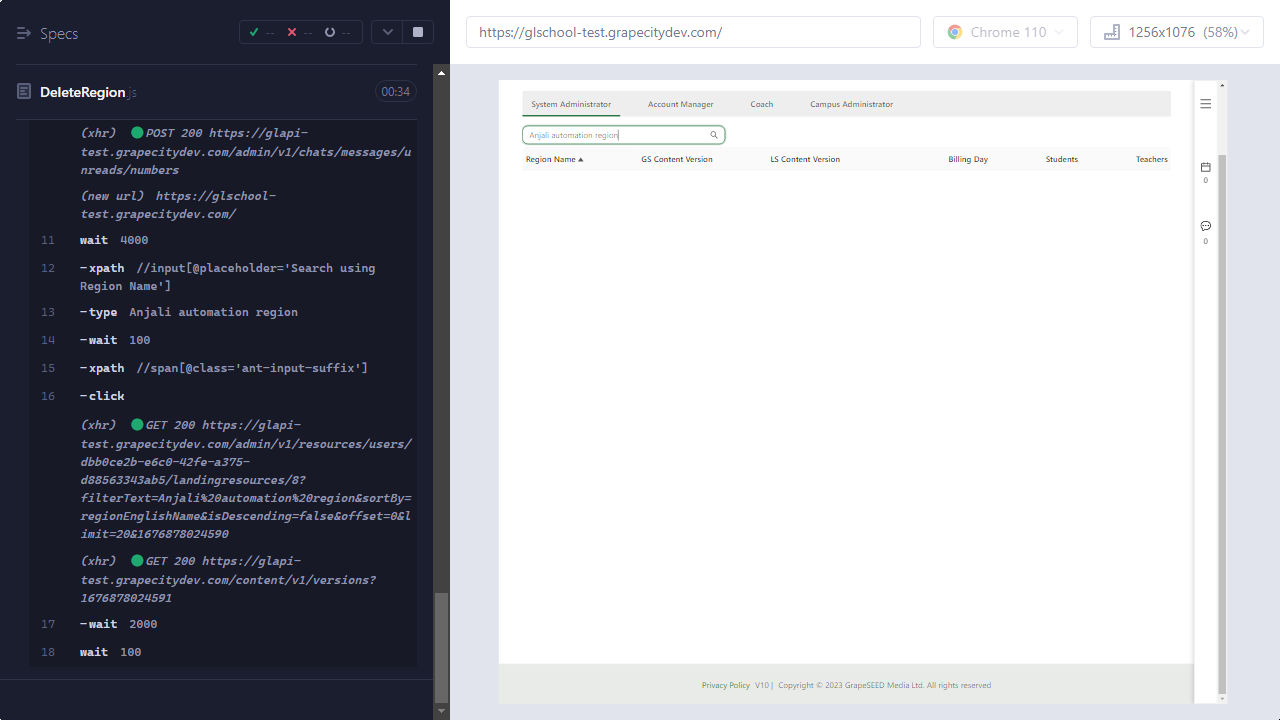 Specs
--
--
--
DeleteRegion.js
00:34
(xhr) POST 200 https://glapi-
test.grapecitydev.com/admin/v1/chats/messages/u
nreads/numbers
(new url) https://glschool-
test.grapecitydev.com/
11 wait 4000
12 -xpath //input[@placeholder='Search using
Region Name']
13 -type Anjali automation region
14 -wait 100
15 -xpath //span[@class='ant-input-suffix']
16 -click
(xhr) GET 200 https://glapi-
test.grapecitydev.com/admin/v1/resources/users/
dbb0ce2b-e6c0-42fe-a375-
d88563343ab5/landingresources/8?
filterText=Anjali%20automation%20region&sortBy=
regionEnglishName&isDescending=false&offset=0&l
imit=20&1676878024590
(xhr) GET 200 https://glapi-
test.grapecitydev.com/content/v1/versions?
1676878024591
17 -wait 2000
18 wait 100
https://glschool-test.grapecitydev.com/
Chrome 110
1256x1076 (58%)
System Administrator Account Manager Coach Campus Administrator
Anjali automation region
Region Name GS Content Version LS Content Version Billing Day Students Teachers
0
0
Privacy Policy V10 | Copyright © 2023 GrapeSEED Media Ltd. All rights reserved